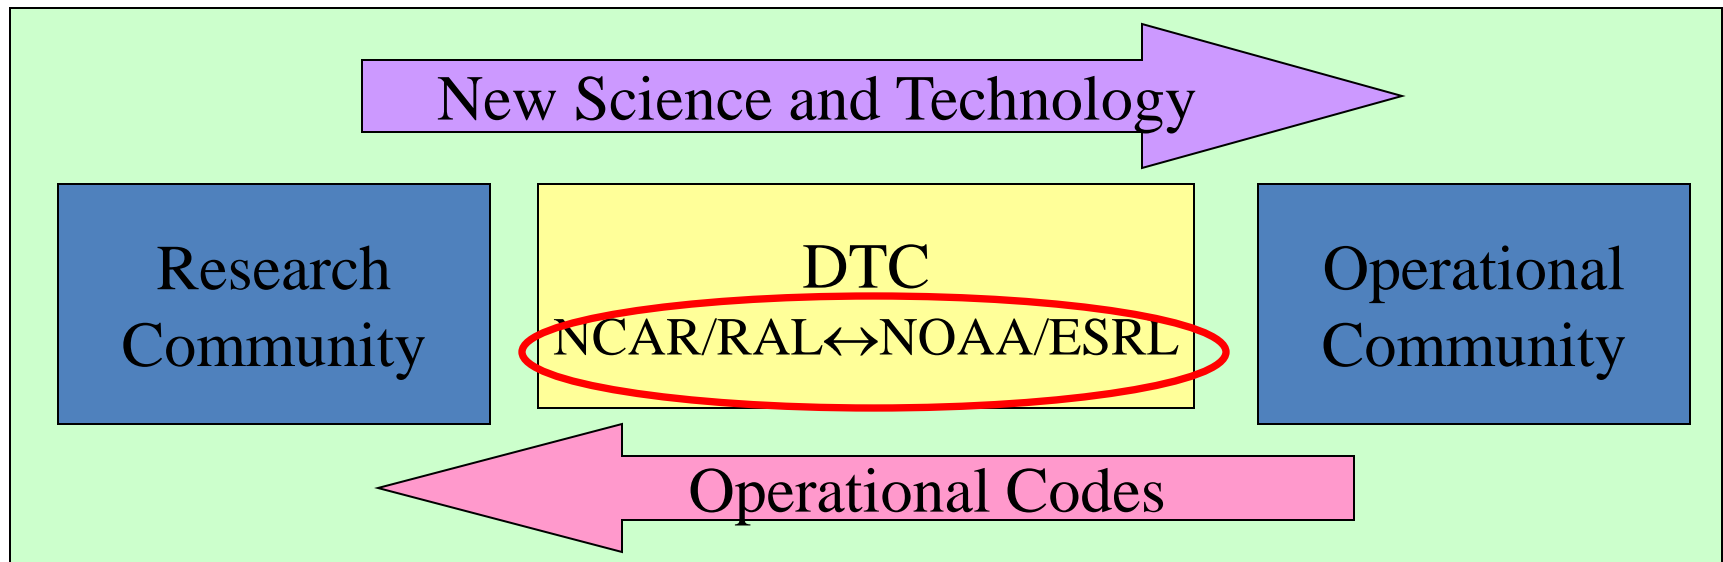 New Science and Technology
Research
Community
DTC
NCAR/RAL↔NOAA/ESRL
Operational
Community
Operational Codes